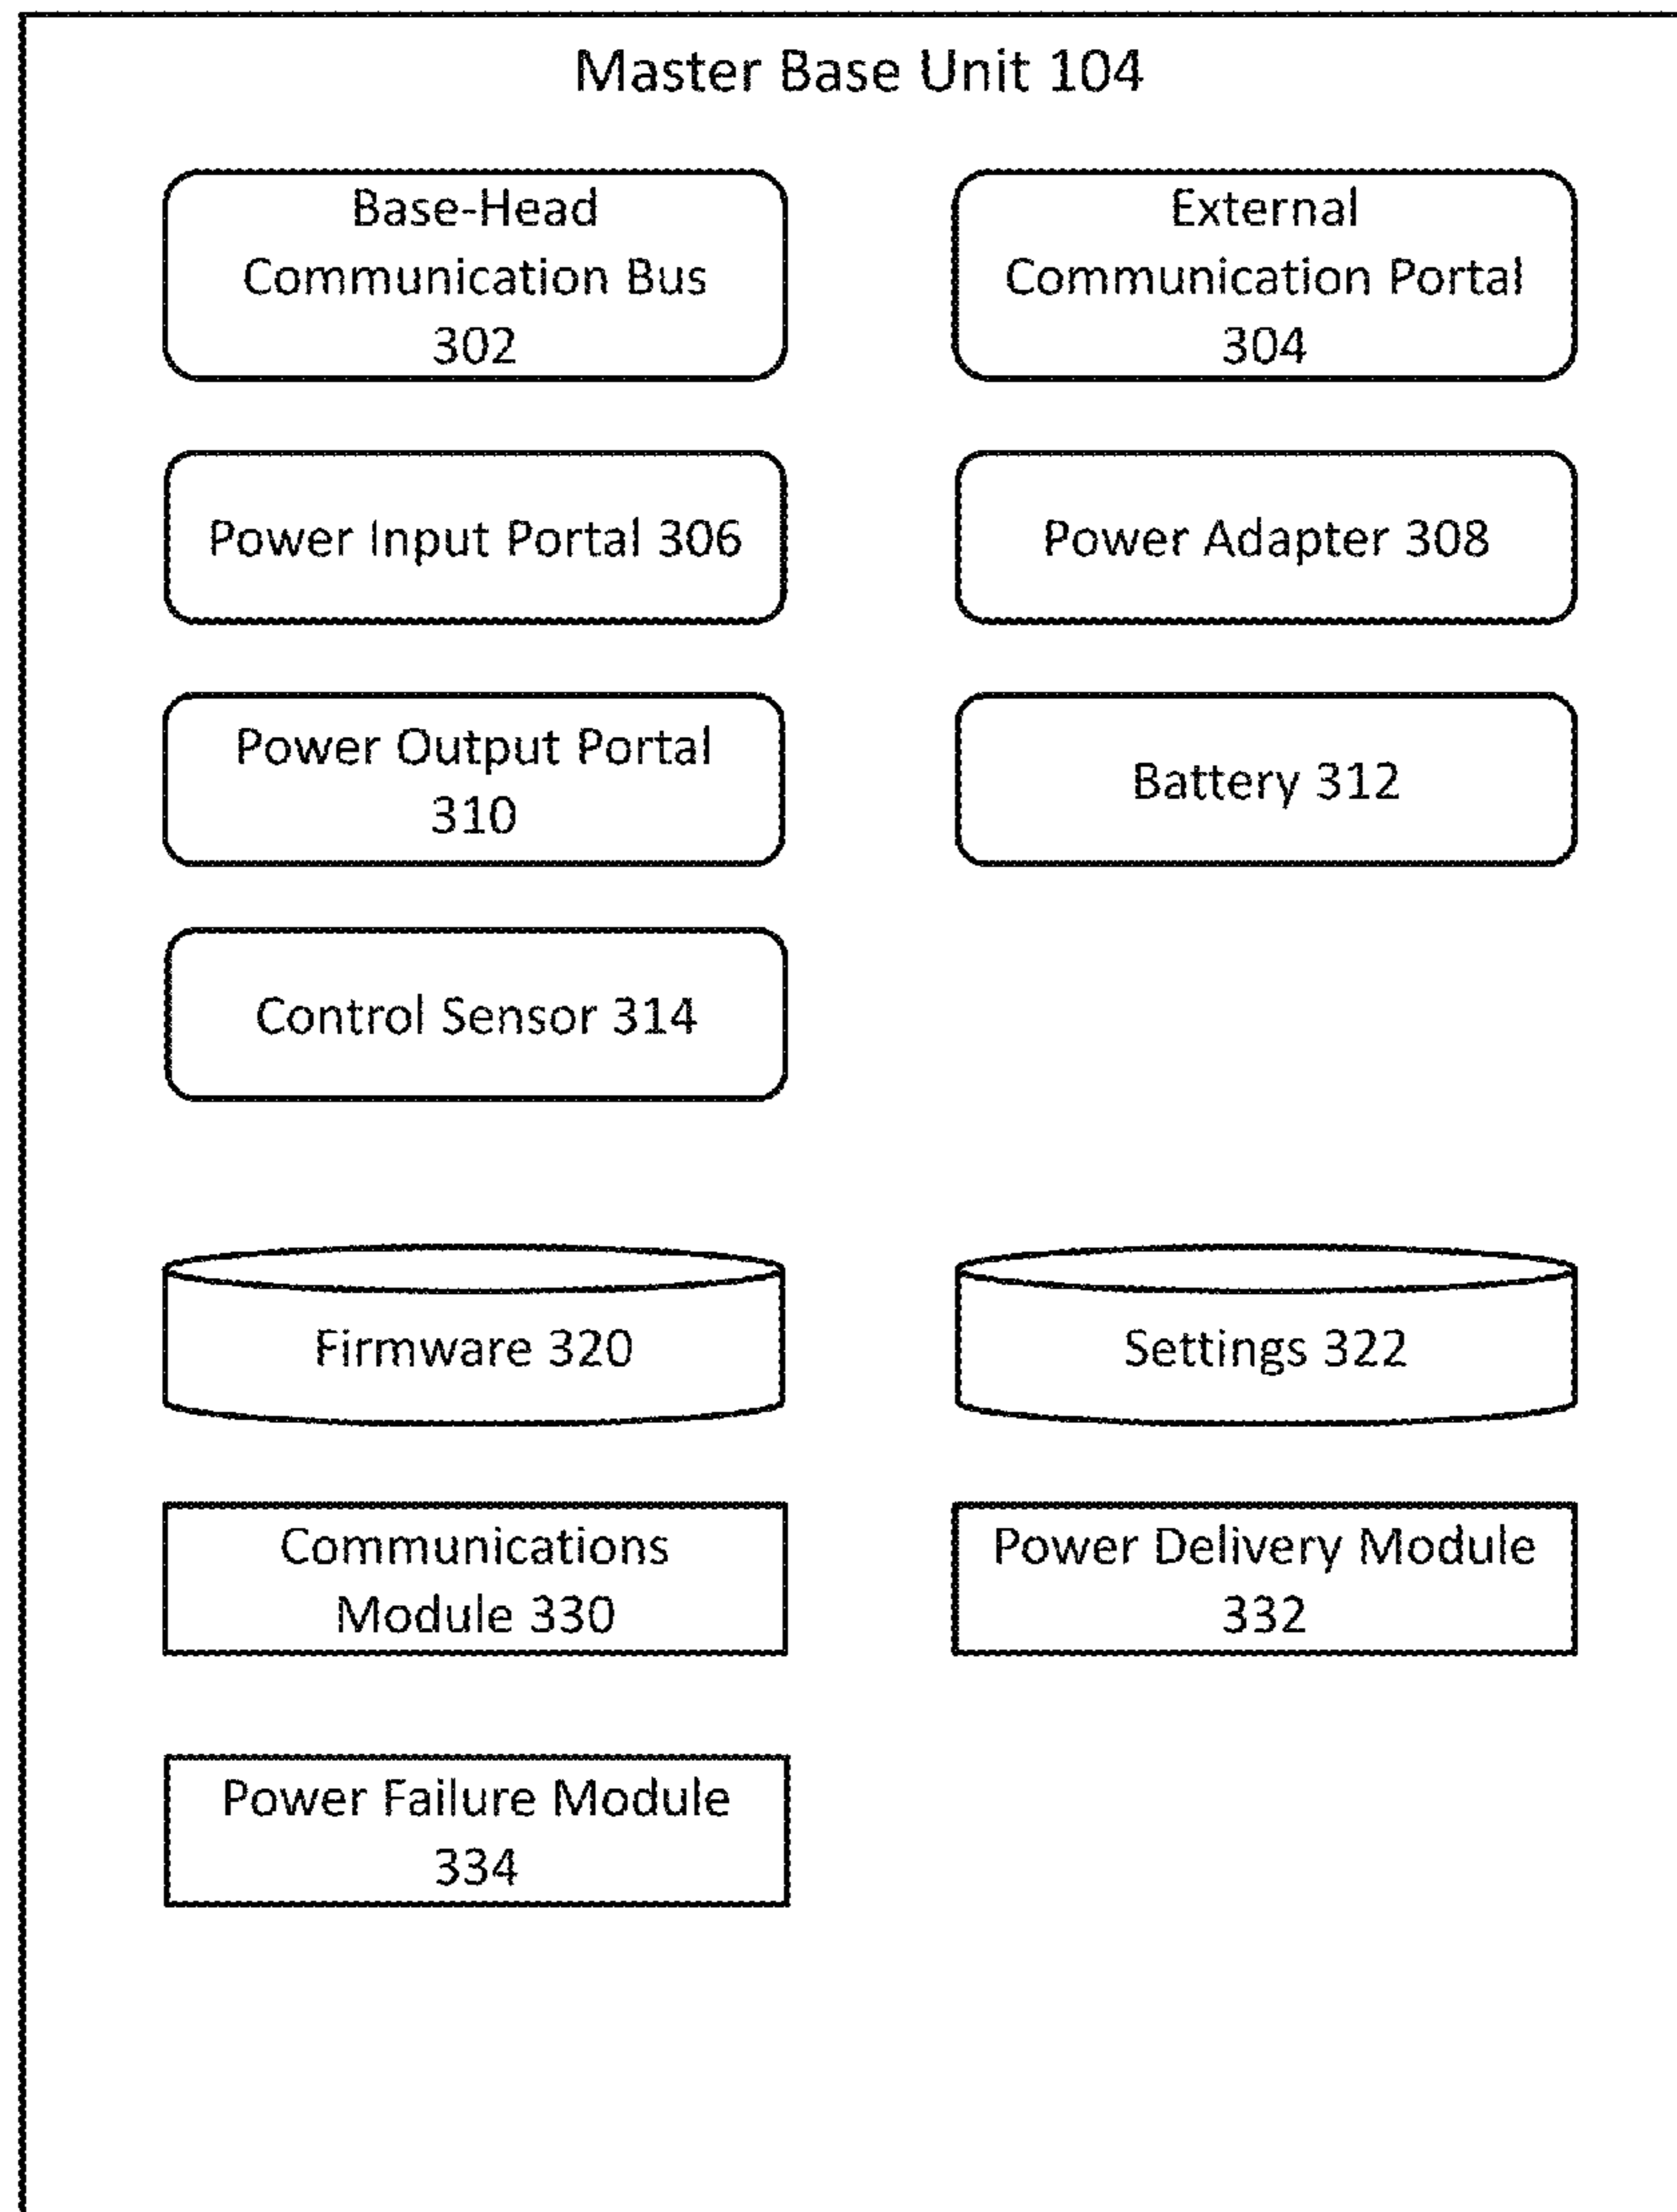 Master Base Unit 104
Base-Head
Communication Bus
302
External
Communication Portal
304
Power Input Portal 306
Power Adapter 308
Power Output Portal
310
Battery 312
Control Sensor 314
Firmware 320
Settings 322
Communications
Module 330
Power Delivery Module
332
Power Failure Module
334